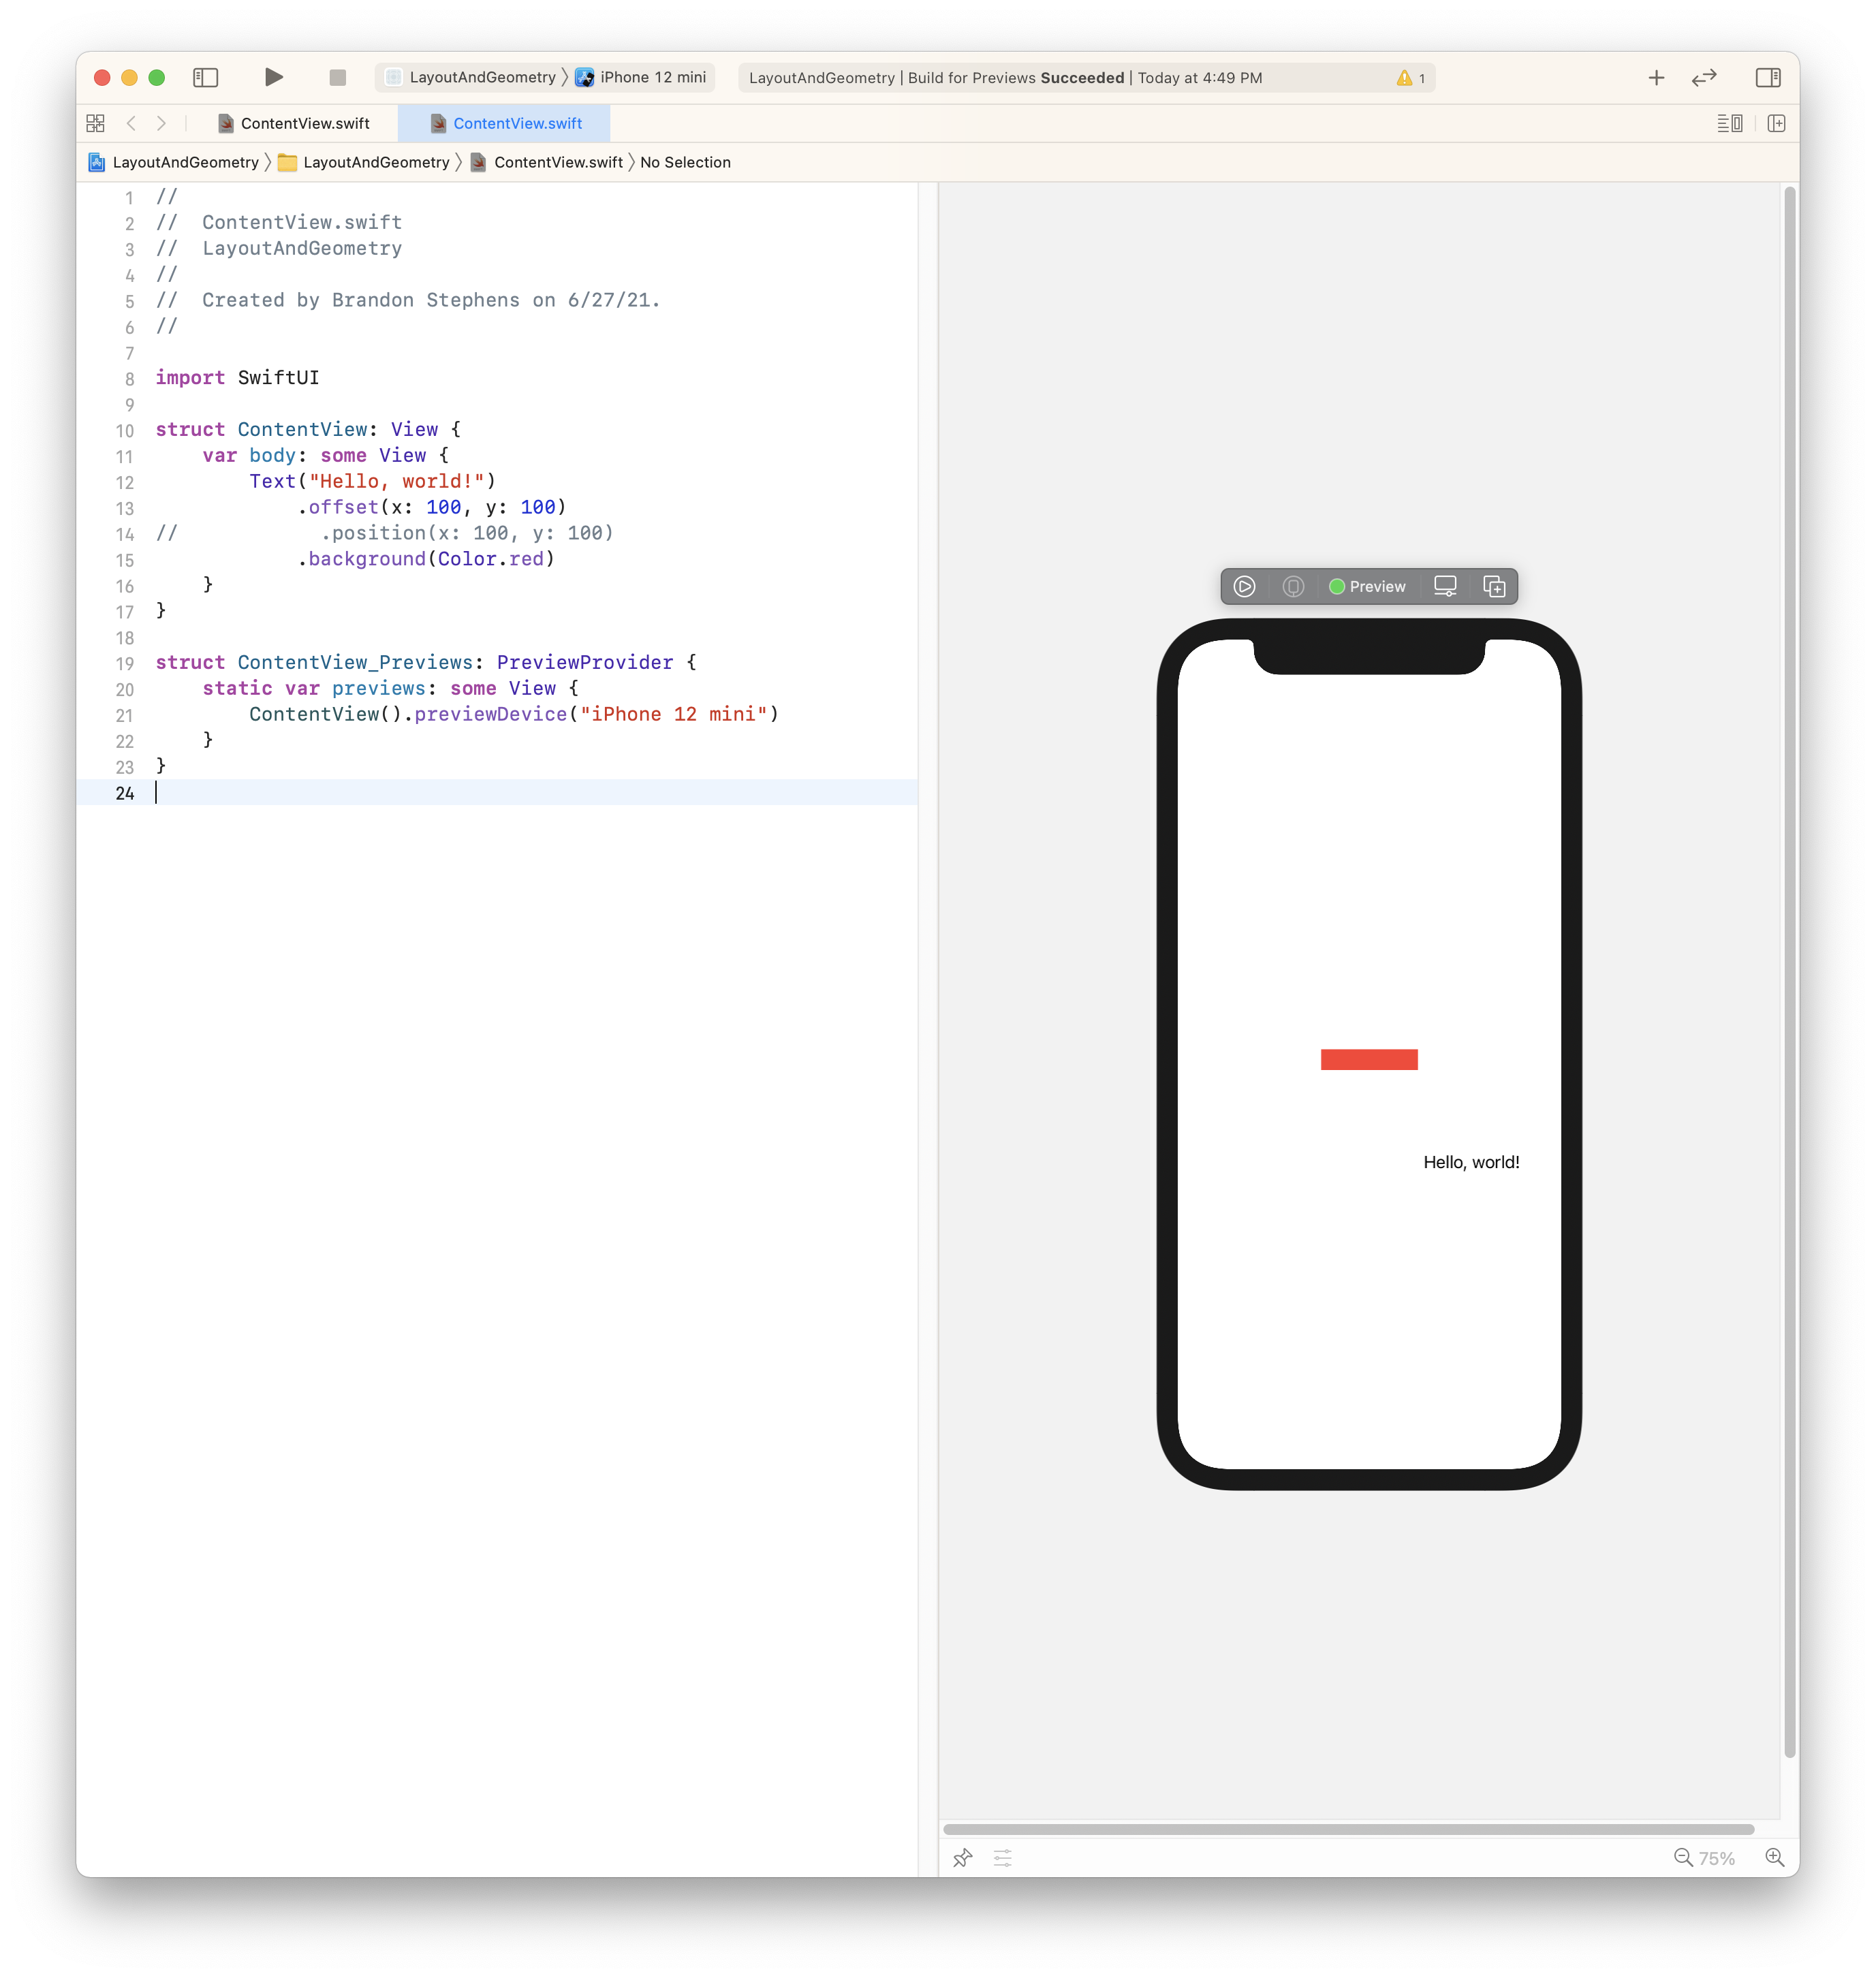 LayoutAndGeometry 〉 iPhone 12 mini
LayoutAndGeometry | Build for Previews Succeeded | Today at 4:49 PM
1
ContentView.swift
ContentView.swift
LayoutAndGeometry 〉 LayoutAndGeometry 〉 ContentView.swift 〉 No Selection
1 //
2 //  ContentView.swift
3 //  LayoutAndGeometry
4 //
5 //  Created by Brandon Stephens on 6/27/21.
6 //
7
8 import SwiftUI
9
10 struct ContentView: View {
11     var body: some View {
12         Text("Hello, world!")
13             .offset(x: 100, y: 100)
14 //            .position(x: 100, y: 100)
15             .background(Color.red)
16     }
17 }
18
19 struct ContentView_Previews: PreviewProvider {
20     static var previews: some View {
21         ContentView().previewDevice("iPhone 12 mini")
22     }
23 }
24
Preview
Hello, world!
75%